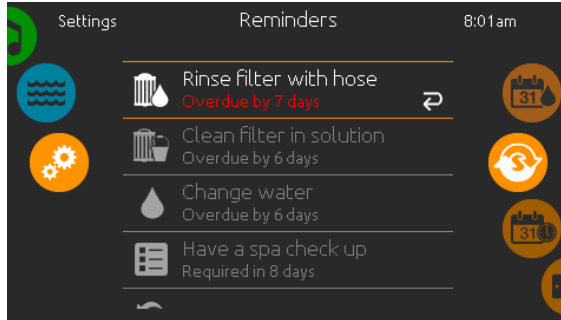 Settings
Reminders
8:01am
Rinse filter with hose
Overdue by 7 days
Clean filter in solution
Overdue by 6 days
Change water
Overdue by 6 days
Have a spa check up
Required in 8 days
31
31